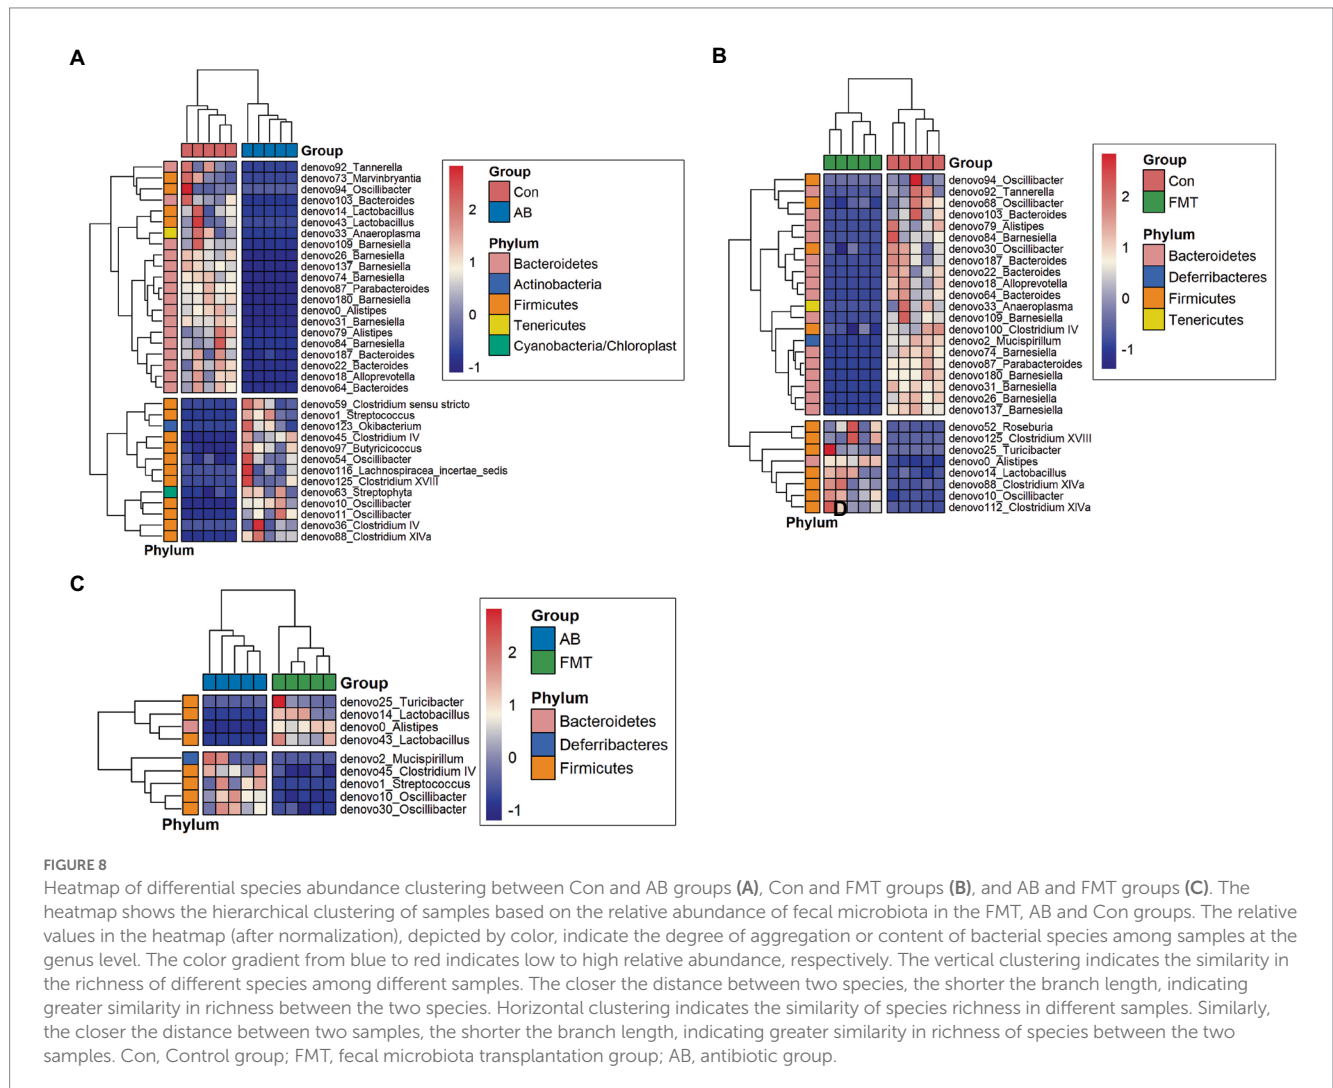 A
Group
denovo92_Tannerella
denovo73_Marvinbryantia
denovo94_Oscillibacter
denovo103_Bacteroides
denovo14_Lactobacillus
denovo43_Lactobacillus
denovo33_Anaeroplasma
denovo109_Barnesiella
denovo26_Barnesiella
denovo137_Barnesiella
denovo74_Barnesiella
denovo87_Parabacteroides
denovo180_Barnesiella
denovo0_Alistipes
denovo31_Barnesiella
denovo79_Alistipes
denovo84_Barnesiella
denovo187_Bacteroides
denovo22_Bacteroides
denovo18_Alloprevotella
denovo64_Bacteroides
denovo59_Clostridium sensu stricto
denovo1_Streptococcus
denovo123_Okibacterium
denovo45_Clostridium IV
denovo97_Butyricicoccus
denovo54_Oscillibacter
denovo116_Lachnospiracea_incertae_sedis
denovo125_Clostridium XVIII
denovo63_Streptophyta
denovo10_Oscillibacter
denovo11_Oscillibacter
denovo36_Clostridium IV
denovo88_Clostridium XIVa
Phylum
2
1
0
-1
Group
Con
AB
Phylum
Bacteroidetes
Actinobacteria
Firmicutes
Tenericutes
Cyanobacteria/Chloroplast
B
Group
denovo94_Oscillibacter
denovo92_Tannerella
denovo68_Oscillibacter
denovo103_Bacteroides
denovo79_Alistipes
denovo84_Barnesiella
denovo30_Oscillibacter
denovo187_Bacteroides
denovo22_Bacteroides
denovo18_Alloprevotella
denovo64_Bacteroides
denovo33_Anaeroplasma
denovo109_Barnesiella
denovo100_Clostridium IV
denovo2_Mucispirillum
denovo74_Barnesiella
denovo87_Parabacteroides
denovo180_Barnesiella
denovo31_Barnesiella
denovo26_Barnesiella
denovo137_Barnesiella
denovo52_Roseburia
denovo125_Clostridium XVIII
denovo25_Turicibacter
denovo0_Alistipes
denovo14_Lactobacillus
denovo88_Clostridium XIVa
denovo10_Oscillibacter
denovo112_Clostridium XIVa
D
Phylum
2
1
0
-1
Group
Con
FMT
Phylum
Bacteroidetes
Deferribacteres
Firmicutes
Tenericutes
C
Group
denovo25_Turicibacter
denovo14_Lactobacillus
denovo0_Alistipes
denovo43_Lactobacillus
denovo2_Mucispirillum
denovo45_Clostridium IV
denovo1_Streptococcus
denovo10_Oscillibacter
denovo30_Oscillibacter
Phylum
2
1
0
-1
Group
AB
FMT
Phylum
Bacteroidetes
Deferribacteres
Firmicutes
FIGURE 8
Heatmap of differential species abundance clustering between Con and AB groups (A), Con and FMT groups (B), and AB and FMT groups (C). The
heatmap shows the hierarchical clustering of samples based on the relative abundance of fecal microbiota in the FMT, AB and Con groups. The relative
values in the heatmap (after normalization), depicted by color, indicate the degree of aggregation or content of bacterial species among samples at the
genus level. The color gradient from blue to red indicates low to high relative abundance, respectively. The vertical clustering indicates the similarity in
the richness of different species among different samples. The closer the distance between two species, the shorter the branch length, indicating
greater similarity in richness between the two species. Horizontal clustering indicates the similarity of species richness in different samples. Similarly,
the closer the distance between two samples, the shorter the branch length, indicating greater similarity in richness of species between the two
samples. Con, Control group; FMT, fecal microbiota transplantation group; AB, antibiotic group.